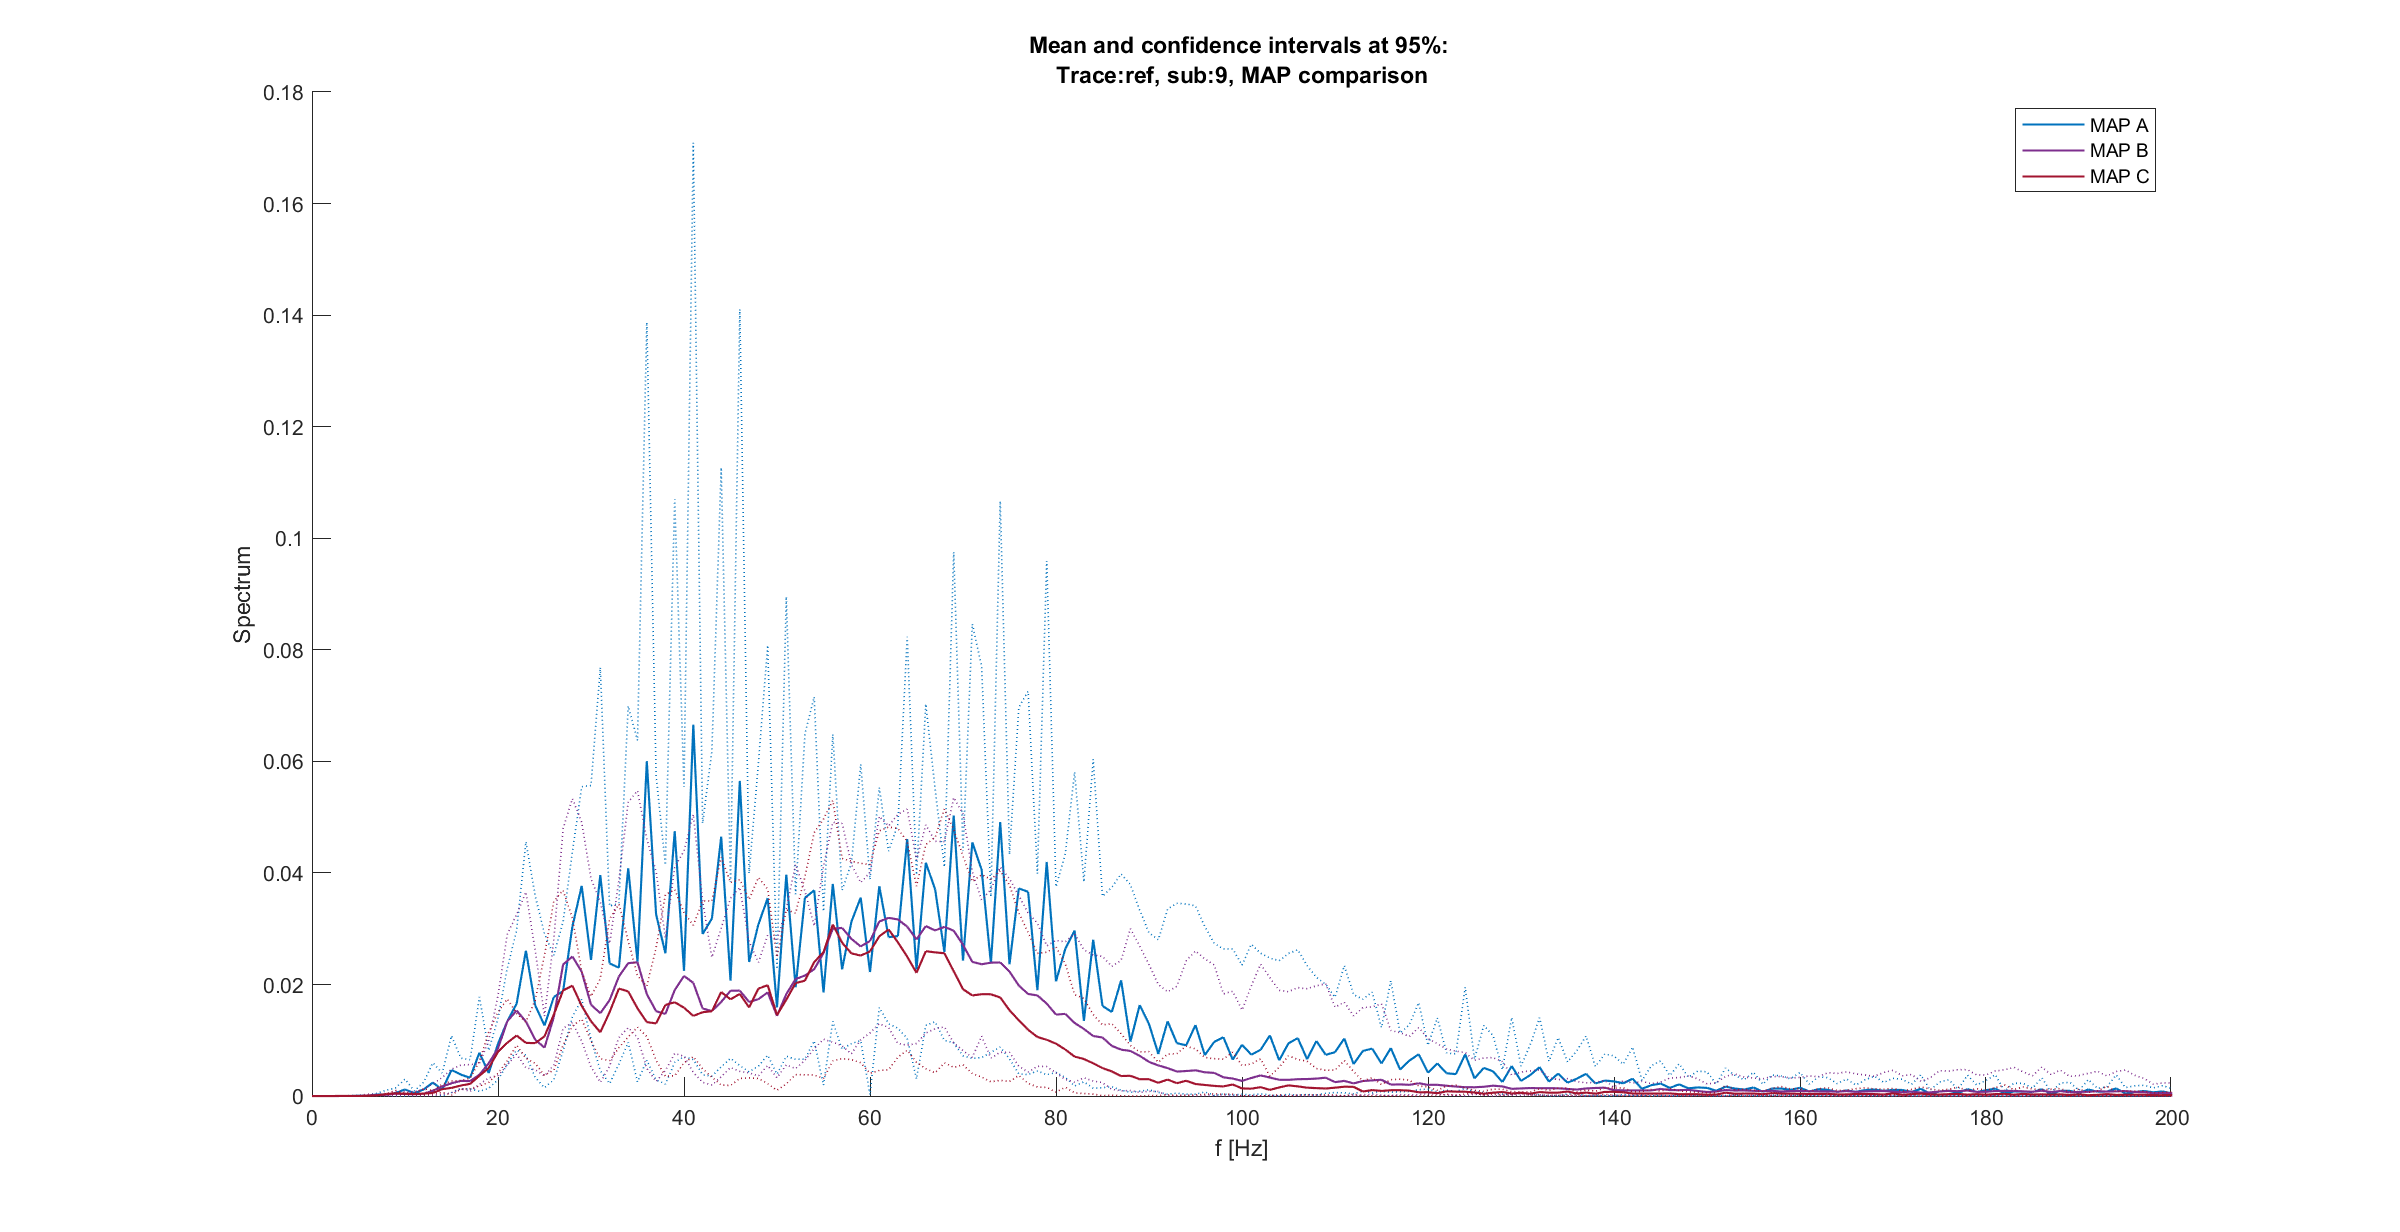 Mean and confidence intervals at 95%:
Trace:ref, sub:9, MAP comparison
MAP A
MAP B
MAP C
Spectrum
0.18
0.16
0.14
0.12
0.1
0.08
0.06
0.04
0.02
0
0 20 40 60 80 100 120 140 160 180 200
f [Hz]